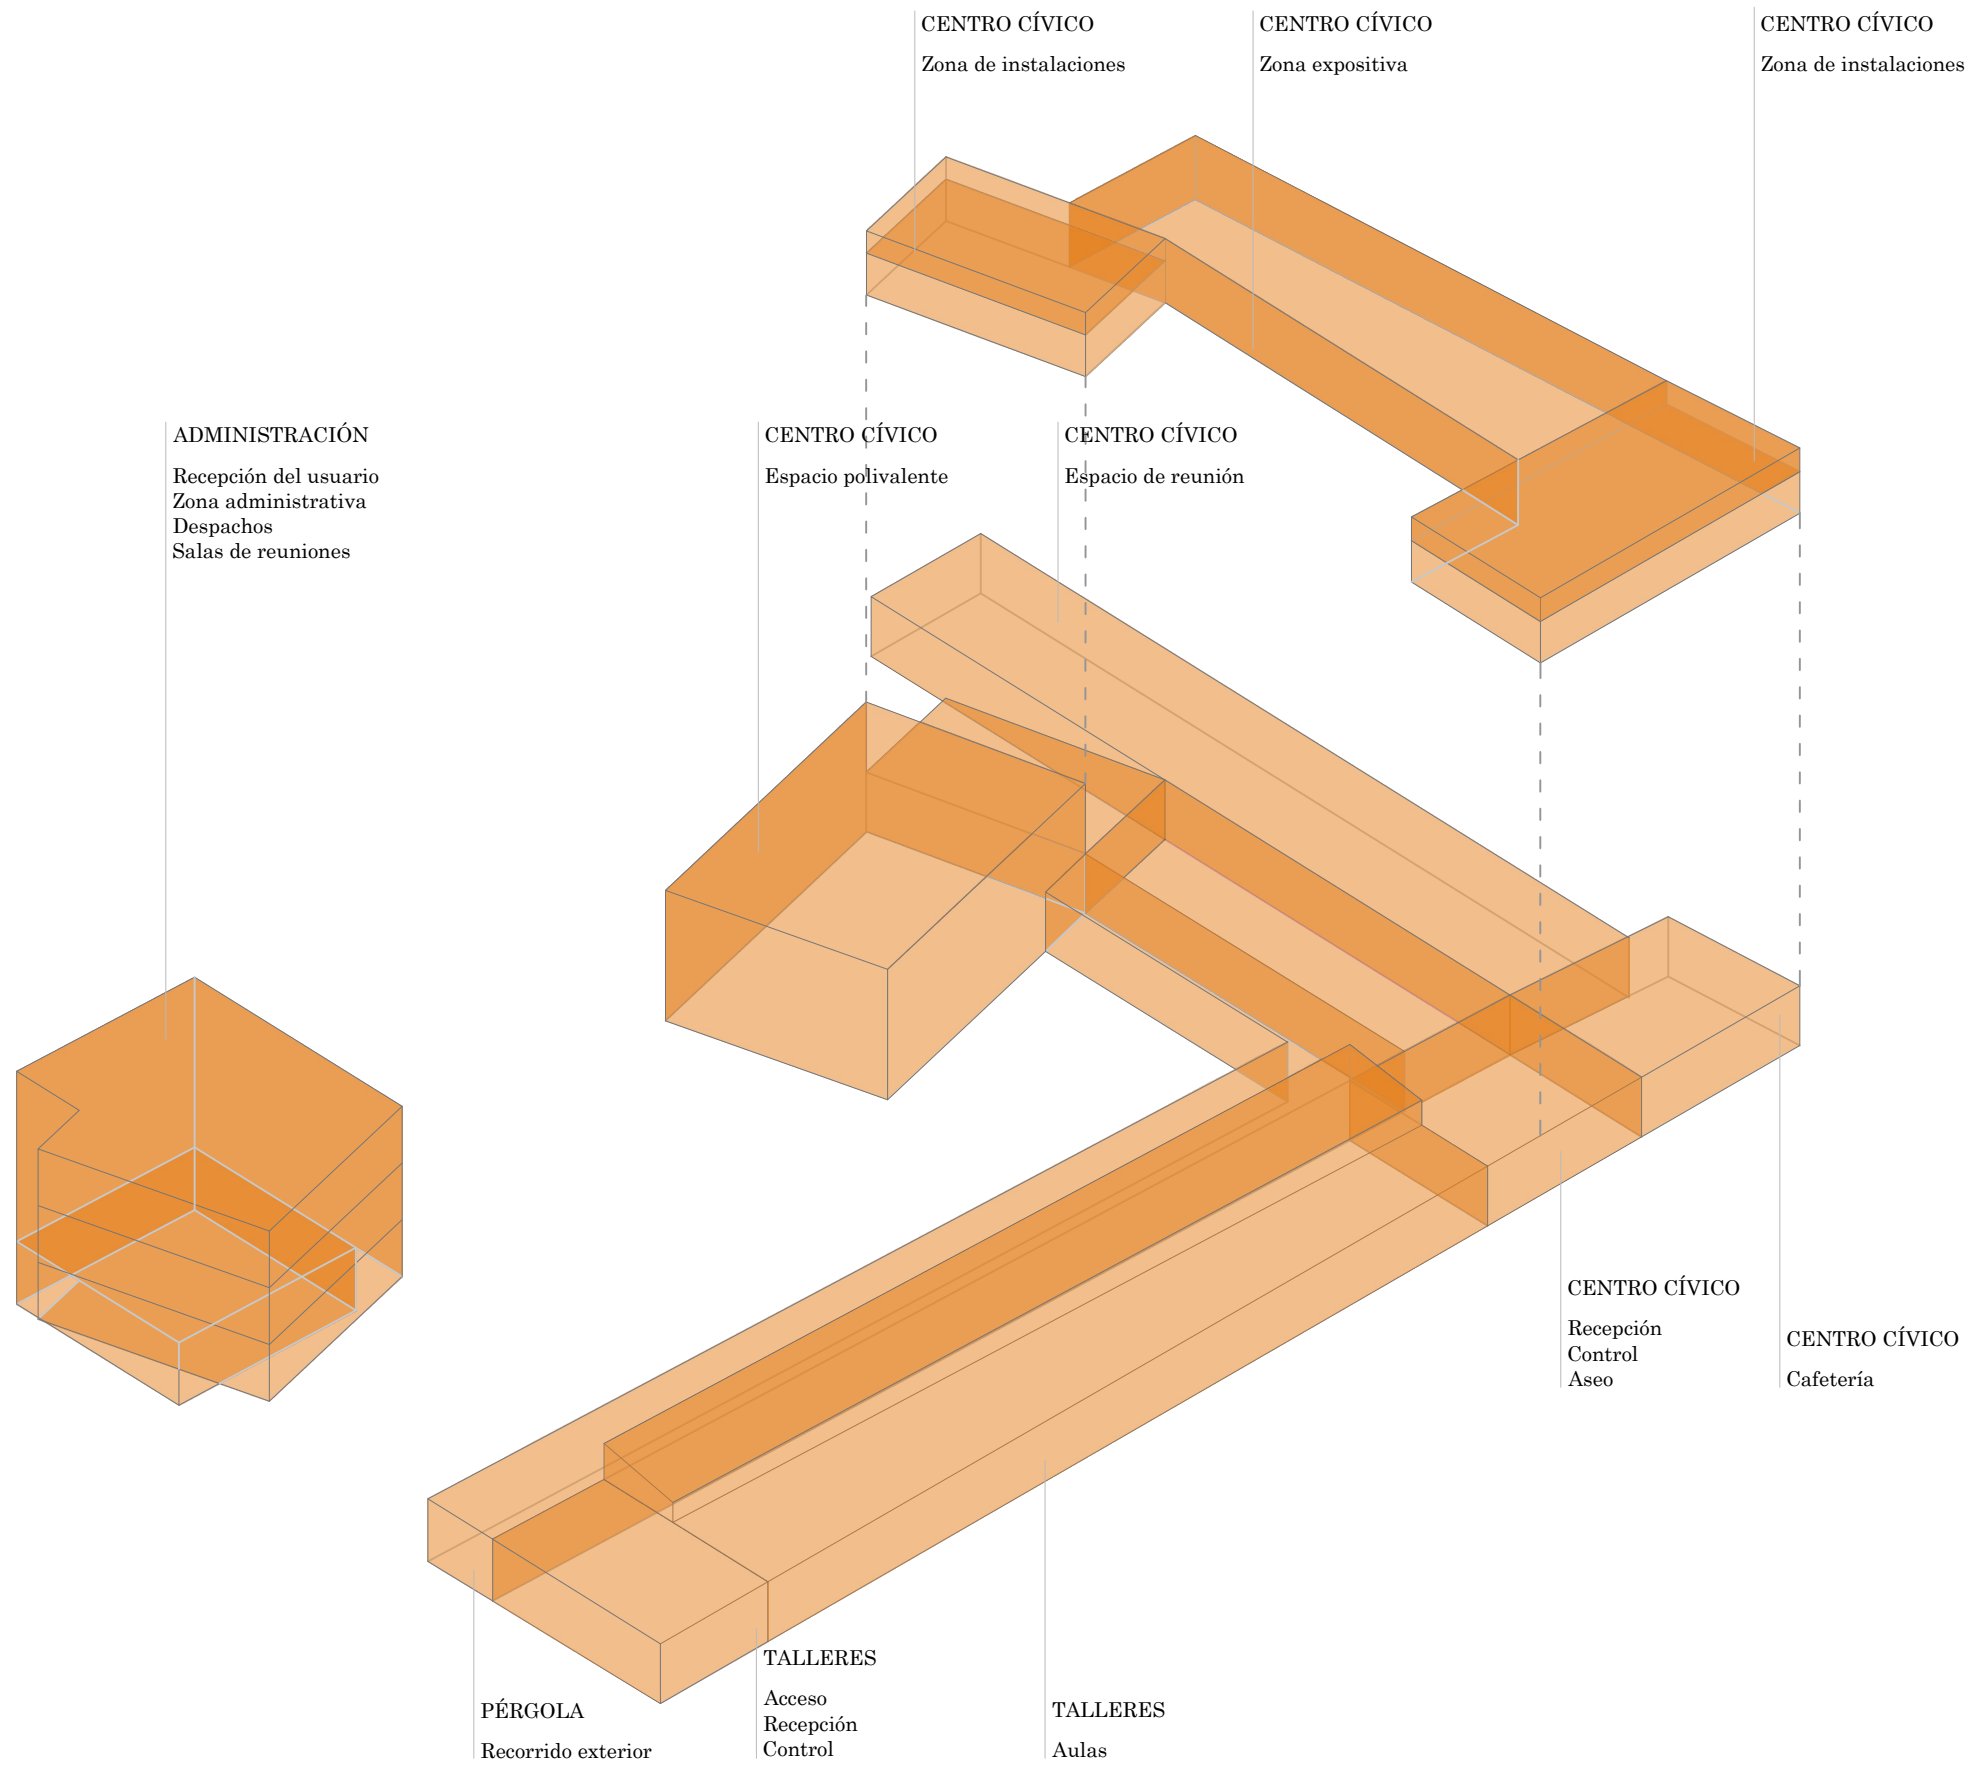 CENTRO CÍVICO
Zona de instalaciones
CENTRO CÍVICO
Zona expositiva
CENTRO CÍVICO
Zona de instalaciones
ADMINISTRACIÓN
Recepción del usuario
Zona administrativa
Despachos
Salas de reuniones
CENTRO CÍVICO
Espacio polivalente
CENTRO CÍVICO
Espacio de reunión
CENTRO CÍVICO
Recepción
Control
Aseo
CENTRO CÍVICO
Cafetería
PÉRGOLA
Recorrido exterior
TALLERES
Acceso
Recepción
Control
TALLERES
Aulas